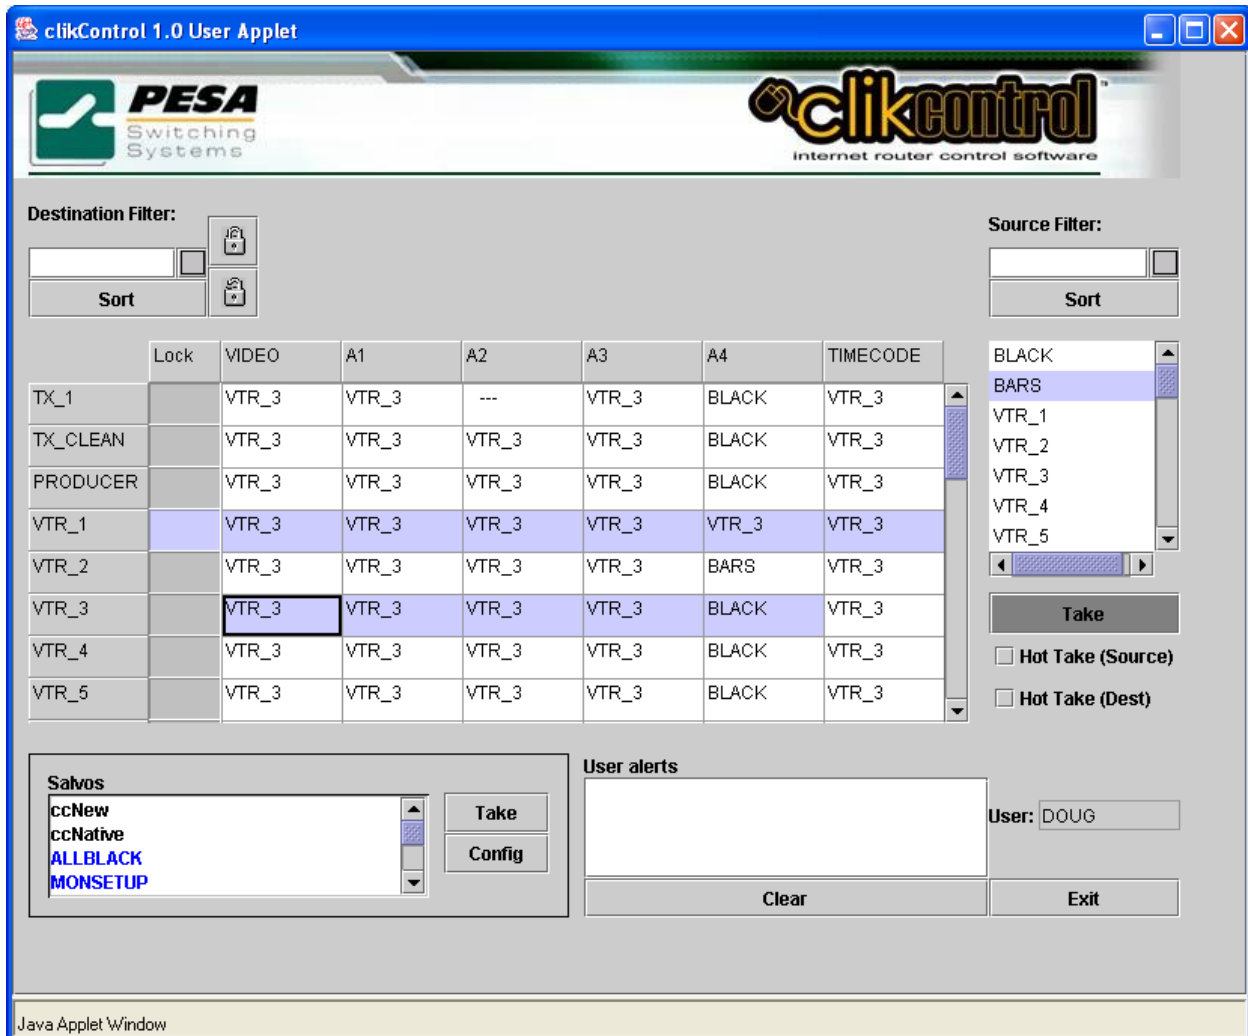 clikControl 1.0 User Applet
PESA
Switching
Systems
clikcontrol™
internet router control software
Destination Filter:
Sort
Source Filter:
Sort
Lock VIDEO A1 A2 A3 A4 TIMECODE
TX_1 VTR_3 VTR_3 --- VTR_3 BLACK VTR_3
TX_CLEAN VTR_3 VTR_3 VTR_3 VTR_3 BLACK VTR_3
PRODUCER VTR_3 VTR_3 VTR_3 VTR_3 BLACK VTR_3
VTR_1 VTR_3 VTR_3 VTR_3 VTR_3 VTR_3 VTR_3
VTR_2 VTR_3 VTR_3 VTR_3 VTR_3 BARS VTR_3
VTR_3 VTR_3 VTR_3 VTR_3 VTR_3 BLACK VTR_3
VTR_4 VTR_3 VTR_3 VTR_3 VTR_3 BLACK VTR_3
VTR_5 VTR_3 VTR_3 VTR_3 VTR_3 BLACK VTR_3
BLACK
BARS
VTR_1
VTR_2
VTR_3
VTR_4
VTR_5
Take
Hot Take (Source)
Hot Take (Dest)
Salvos
ccNew
ccNative
ALLBLACK
MONSETUP
Take
Config
User alerts
Clear
User: DOUG
Exit
Java Applet Window